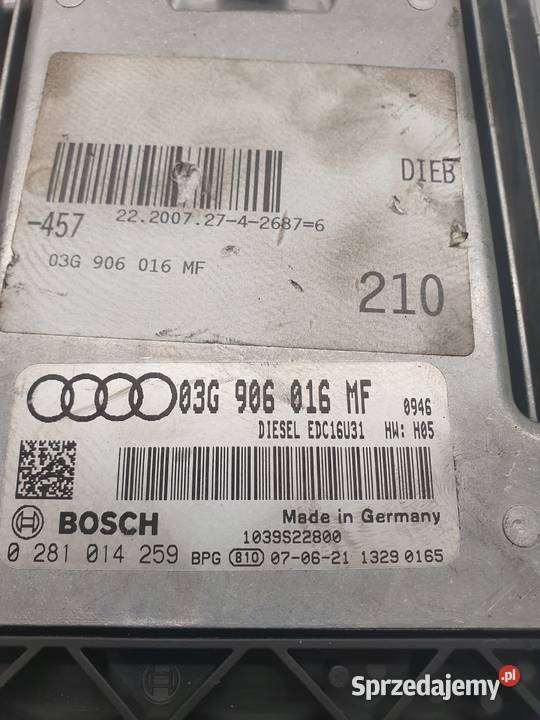 DIEB
22.2007.27-4-2687=6
-457
03G 906 016 MF
210
03G 906 016 MF 0946
DIESEL EDC16U31 HW: H05
BOSCH
Made in Germany
1039S22800
0 281 014 259 BPG 810 07-06-21 1329 0165
Sprzedajemy.pl